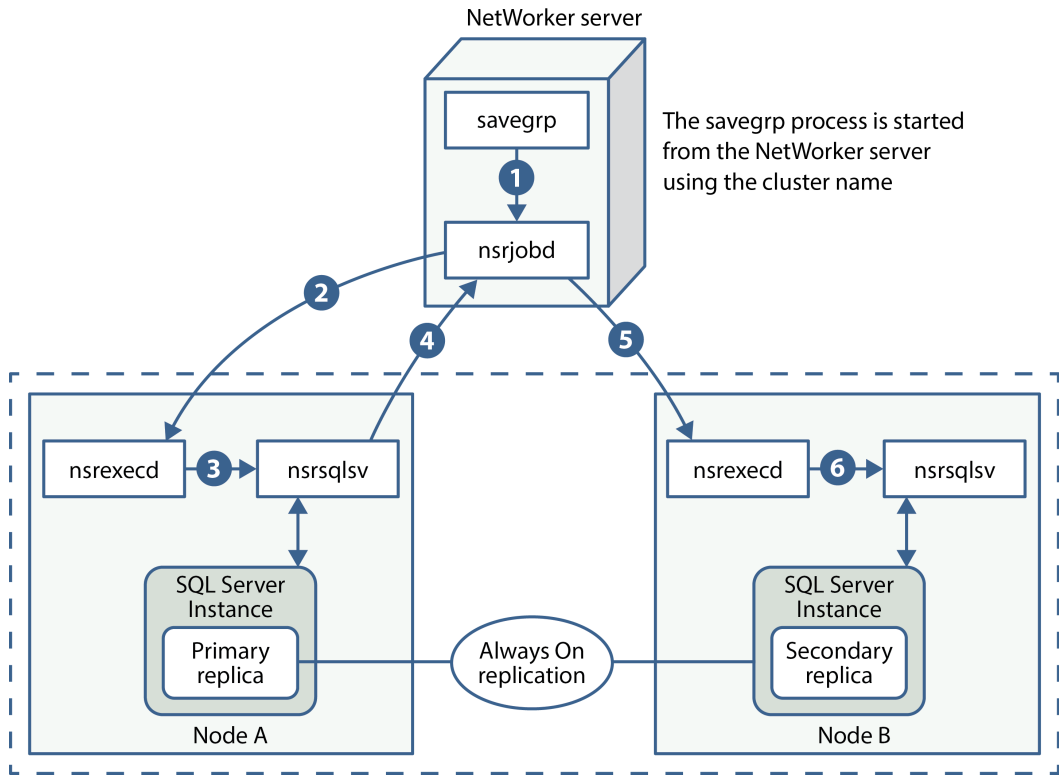 NetWorker server
savegrp
The savegrp process is started
from the NetWorker server
using the cluster name
1
nsrjobd
2
4
5
nsrexecd
3
nsrsqlsv
nsrexecd
6
nsrsqlsv
SQL Server
Instance
Primary
replica
Always On
replication
SQL Server
Instance
Secondary
replica
Node A
Node B